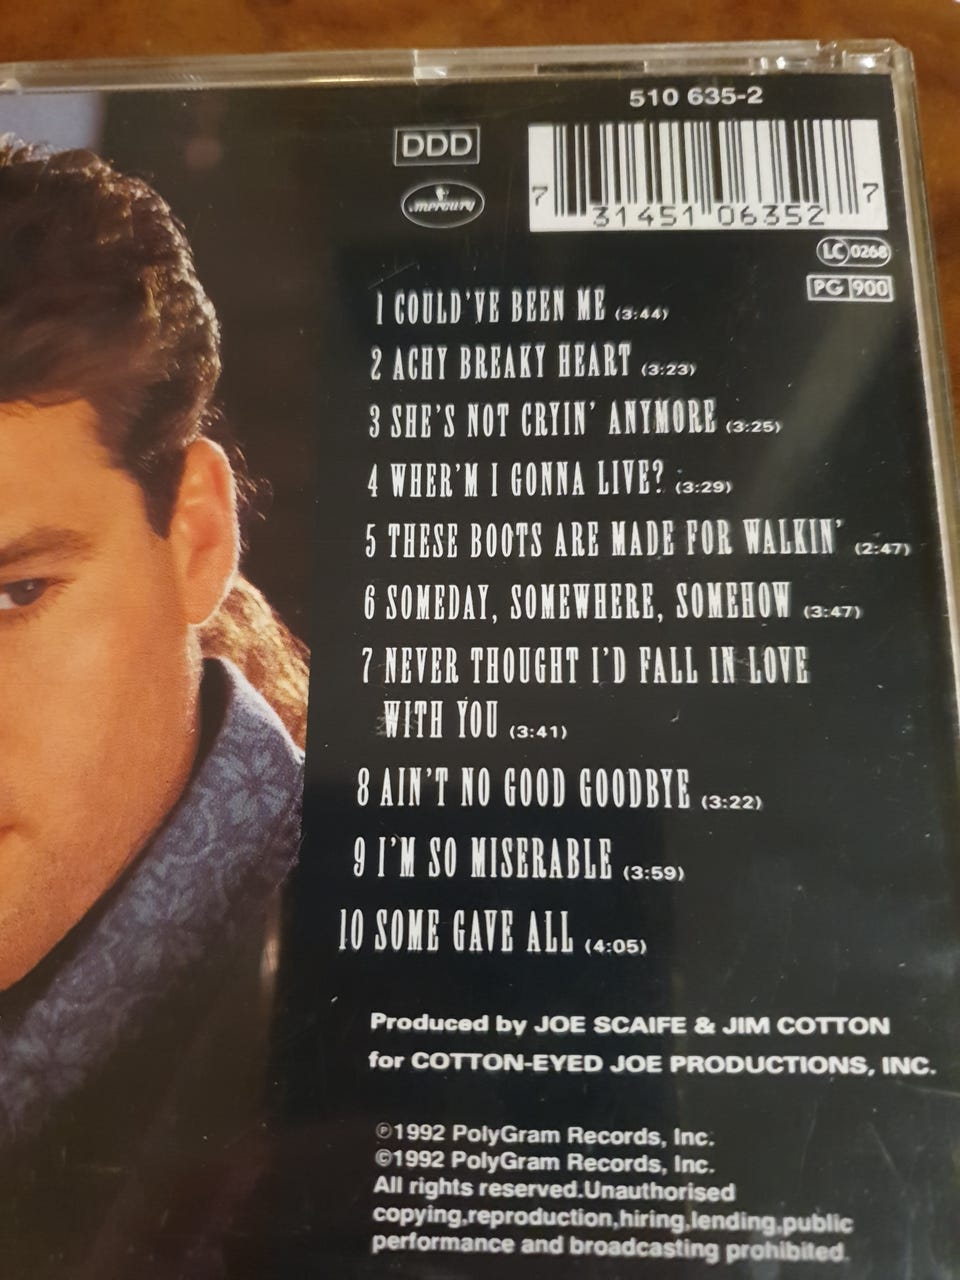 510 635-2
DDD
mercury
7 31451 06352 7
LC 0268
PG 900
1 COULD'VE BEEN ME (3:44)
2 ACHY BREAKY HEART (3:23)
3 SHE'S NOT CRYIN' ANYMORE (3:25)
4 WHER'M I GONNA LIVE? (3:29)
5 THESE BOOTS ARE MADE FOR WALKIN' (2:47)
6 SOMEDAY, SOMEWHERE, SOMEHOW (3:47)
7 NEVER THOUGHT I'D FALL IN LOVE
WITH YOU (3:41)
8 AIN'T NO GOOD GOODBYE (3:22)
9 I'M SO MISERABLE (3:59)
10 SOME GAVE ALL (4:05)
Produced by JOE SCAIFE & JIM COTTON
for COTTON-EYED JOE PRODUCTIONS, INC.
℗1992 PolyGram Records, Inc.
©1992 PolyGram Records, Inc.
All rights reserved.Unauthorised
copying,reproduction,hiring,lending,public
performance and broadcasting prohibited.